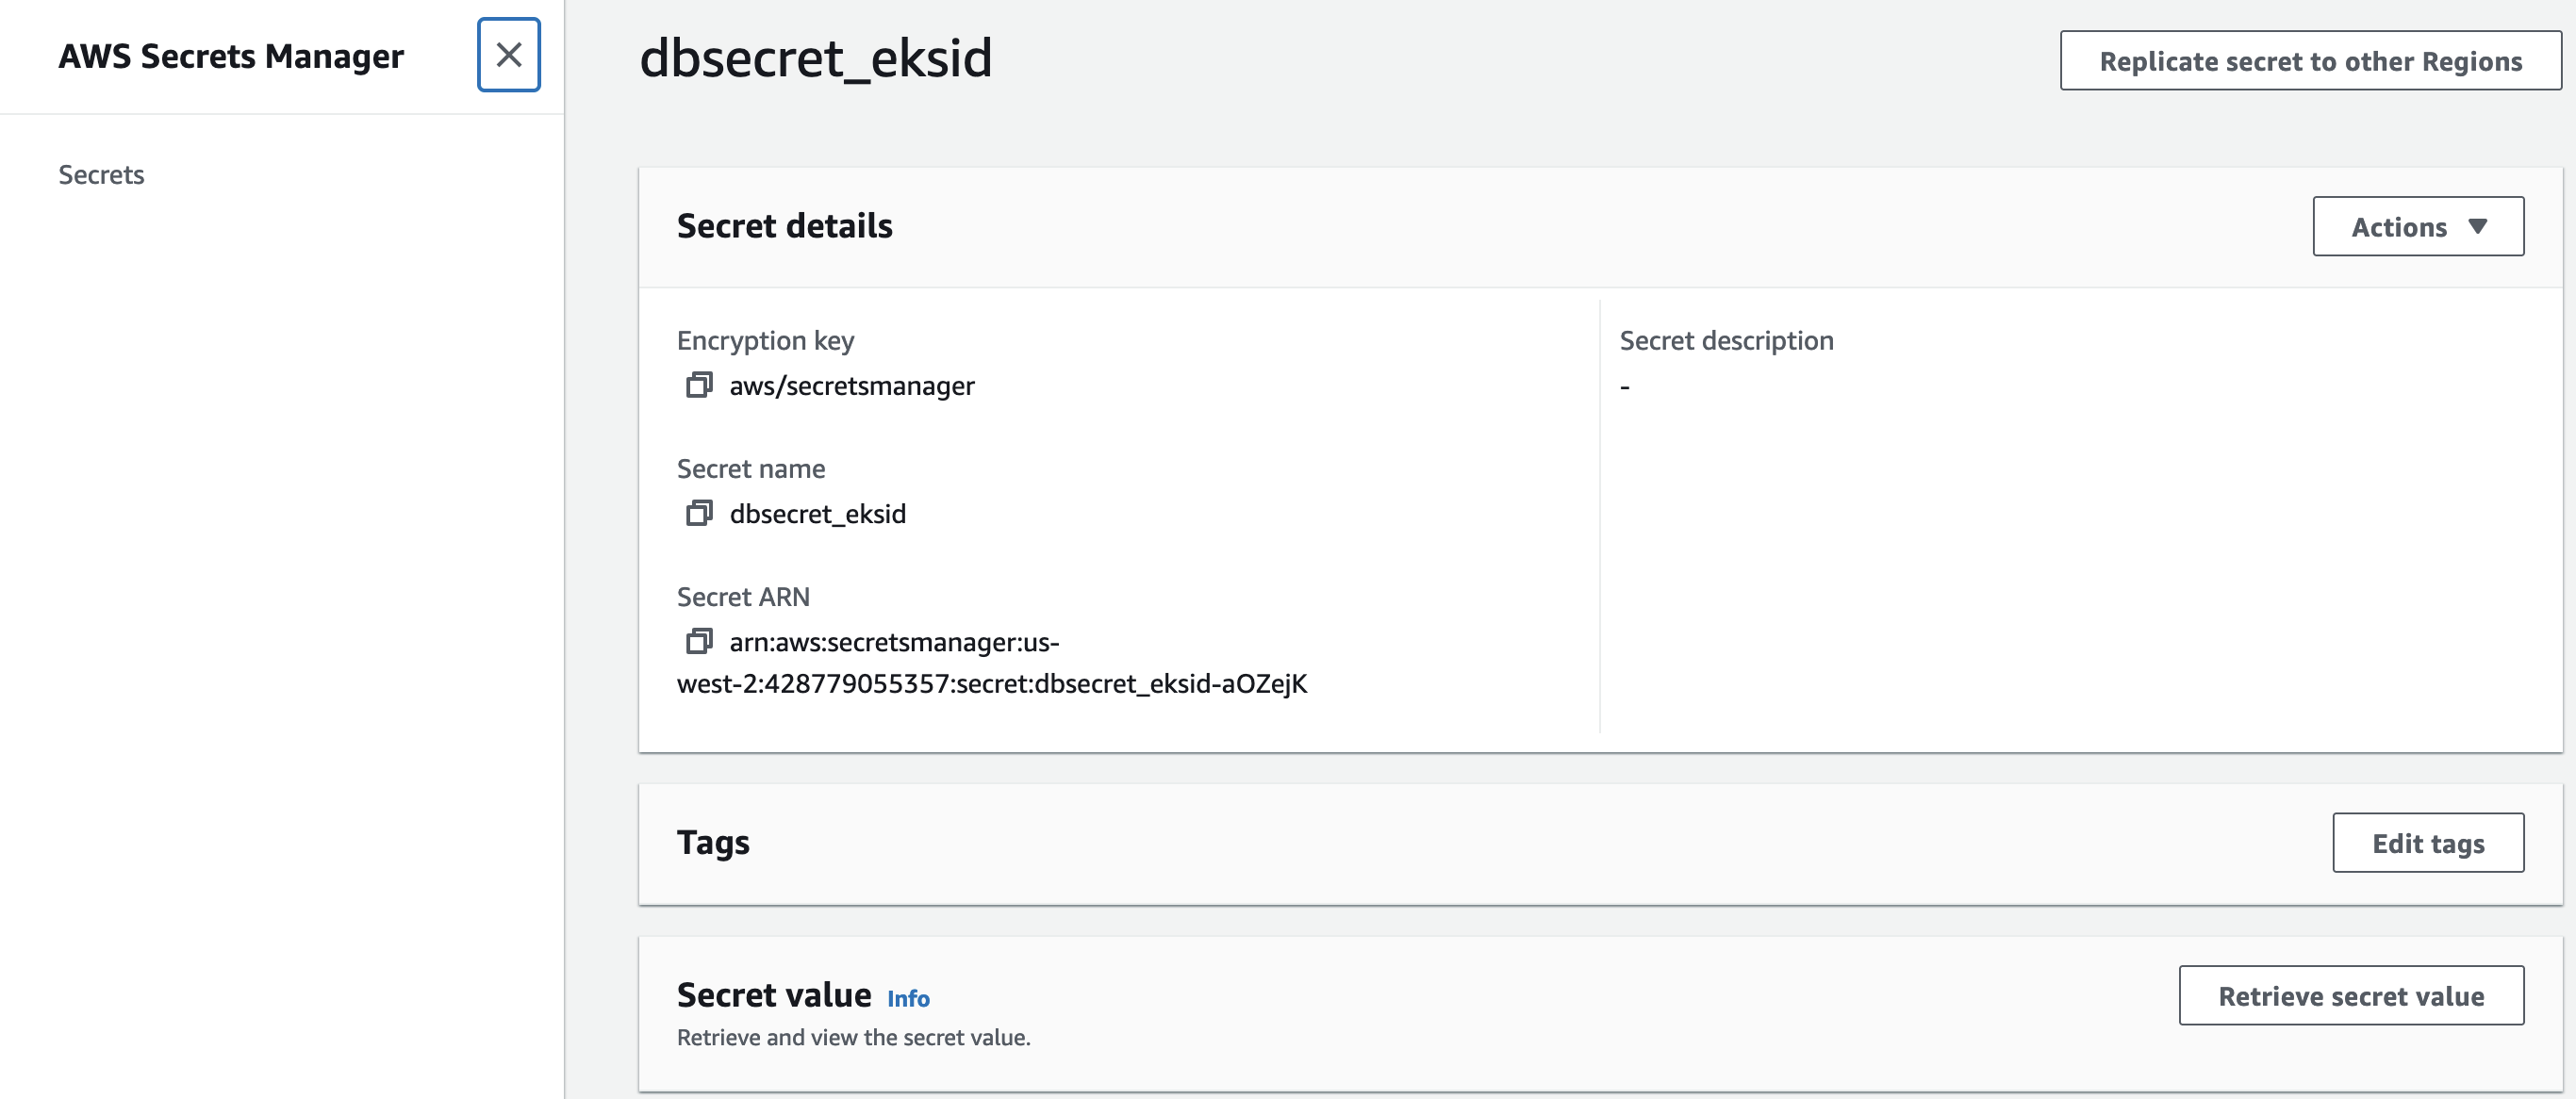 AWS Secrets Manager
Secrets
dbsecret_eksid
Replicate secret to other Regions
Secret details
Actions
Encryption key
aws/secretsmanager
Secret name
dbsecret_eksid
Secret ARN
arn:aws:secretsmanager:us-
west-2:428779055357:secret:dbsecret_eksid-aOZejK
Secret description
-
Tags
Edit tags
Secret value Info
Retrieve and view the secret value.
Retrieve secret value